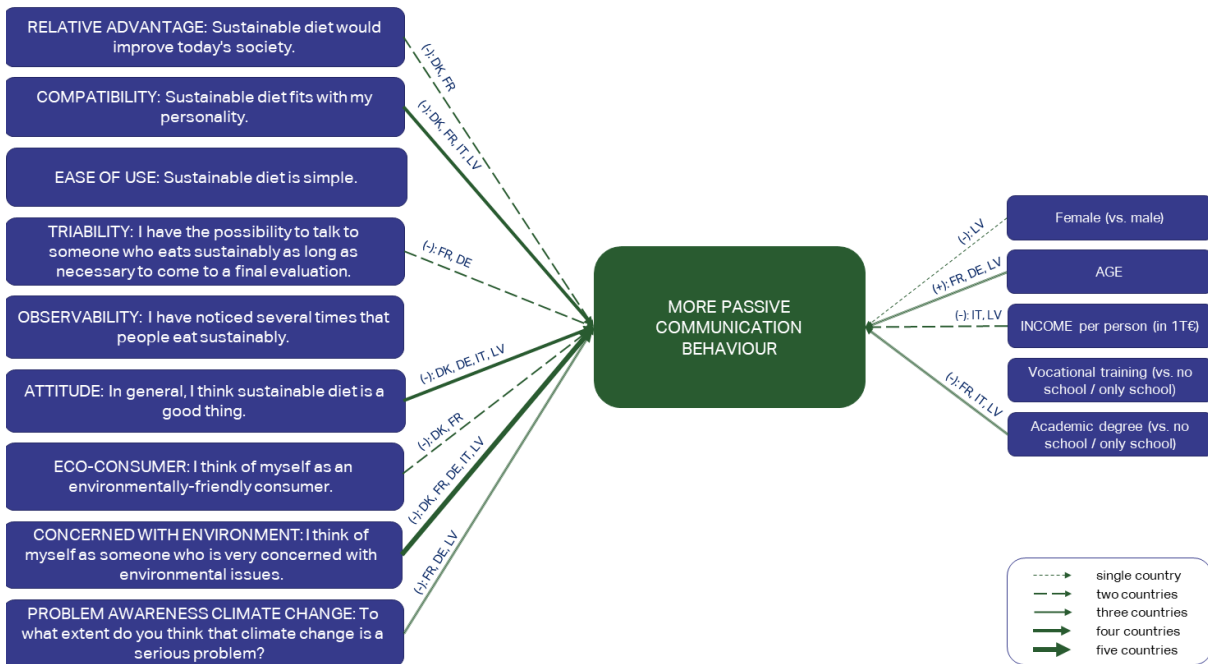 RELATIVE ADVANTAGE: Sustainable diet would
improve today's society.
(-): DK, FR
COMPATIBILITY: Sustainable diet fits with my
personality.
(-): DK, FR, IT, LV
EASE OF USE: Sustainable diet is simple.
TRIABILITY: I have the possibility to talk to
someone who eats sustainably as long as
necessary to come to a final evaluation.
(-): FR, DE
OBSERVABILITY: I have noticed several times that
people eat sustainably.
ATTITUDE: In general, I think sustainable diet is a
good thing.
(-): DK, DE, IT, LV
ECO-CONSUMER: I think of myself as an
environmentally-friendly consumer.
(-): DK, FR
CONCERNED WITH ENVIRONMENT: I think of
myself as someone who is very concerned with
environmental issues.
(-): DK, FR, DE, IT, LV
PROBLEM AWARENESS CLIMATE CHANGE: To
what extent do you think that climate change is a
serious problem?
(-): FR, DE, LV
MORE PASSIVE
COMMUNICATION
BEHAVIOUR
Female (vs. male)
(-): LV
AGE
(+): FR, DE, LV
INCOME per person (in 1T€)
(-): IT, LV
Vocational training (vs. no
school / only school)
Academic degree (vs. no
school / only school)
(-): FR, IT, LV
single country
two countries
three countries
four countries
five countries